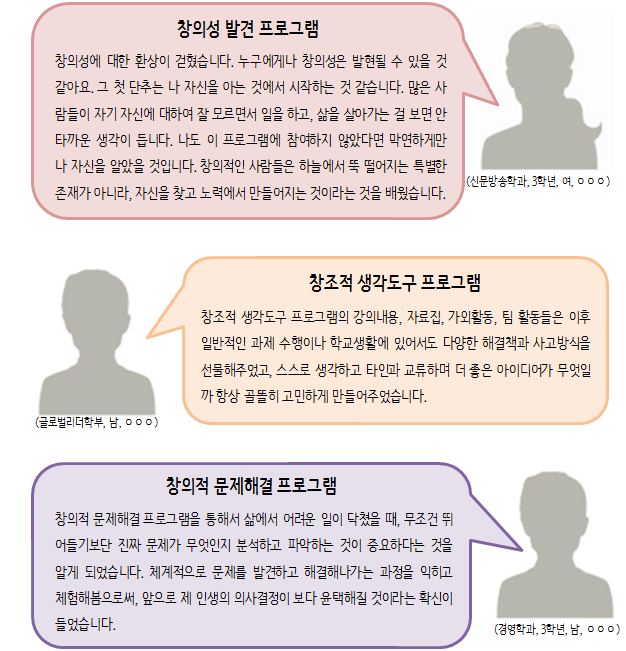 창의성 발견 프로그램
창의성에 대한 환상이 걷혔습니다. 누구에게나 창의성은 발현될 수 있을 것
같아요. 그 첫 단추는 나 자신을 아는 것에서 시작하는 것 같습니다. 많은 사
람들이 자기 자신에 대하여 잘 모르면서 일을 하고, 삶을 살아가는 걸 보면 안
타까운 생각이 듭니다. 나도 이 프로그램에 참여하지 않았다면 막연하게만
나 자신을 알았을 것입니다. 창의적인 사람들은 하늘에서 뚝 떨어지는 특별한
존재가 아니라, 자신을 찾고 노력에서 만들어지는 것이라는 것을 배웠습니다.
(신문방송학과, 3학년, 여, ㅇㅇㅇ)
창조적 생각도구 프로그램
창조적 생각도구 프로그램의 강의내용, 자료집, 가외활동, 팀 활동들은 이후
일반적인 과제 수행이나 학교생활에 있어서도 다양한 해결책과 사고방식을
선물해주었고, 스스로 생각하고 타인과 교류하며 더 좋은 아이디어가 무엇일
까 항상 골똘히 고민하게 만들어주었습니다.
(글로벌리더학부, 남, ㅇㅇㅇ)
창의적 문제해결 프로그램
창의적 문제해결 프로그램을 통해서 삶에서 어려운 일이 닥쳤을 때, 무조건 뛰
어들기보단 진짜 문제가 무엇인지 분석하고 파악하는 것이 중요하다는 것을
알게 되었습니다. 체계적으로 문제를 발견하고 해결해나가는 과정을 익히고
체험해봄으로써, 앞으로 제 인생의 의사결정이 보다 윤택해질 것이라는 확신이
들었습니다.
(경영학과, 3학년, 남, ㅇㅇㅇ)